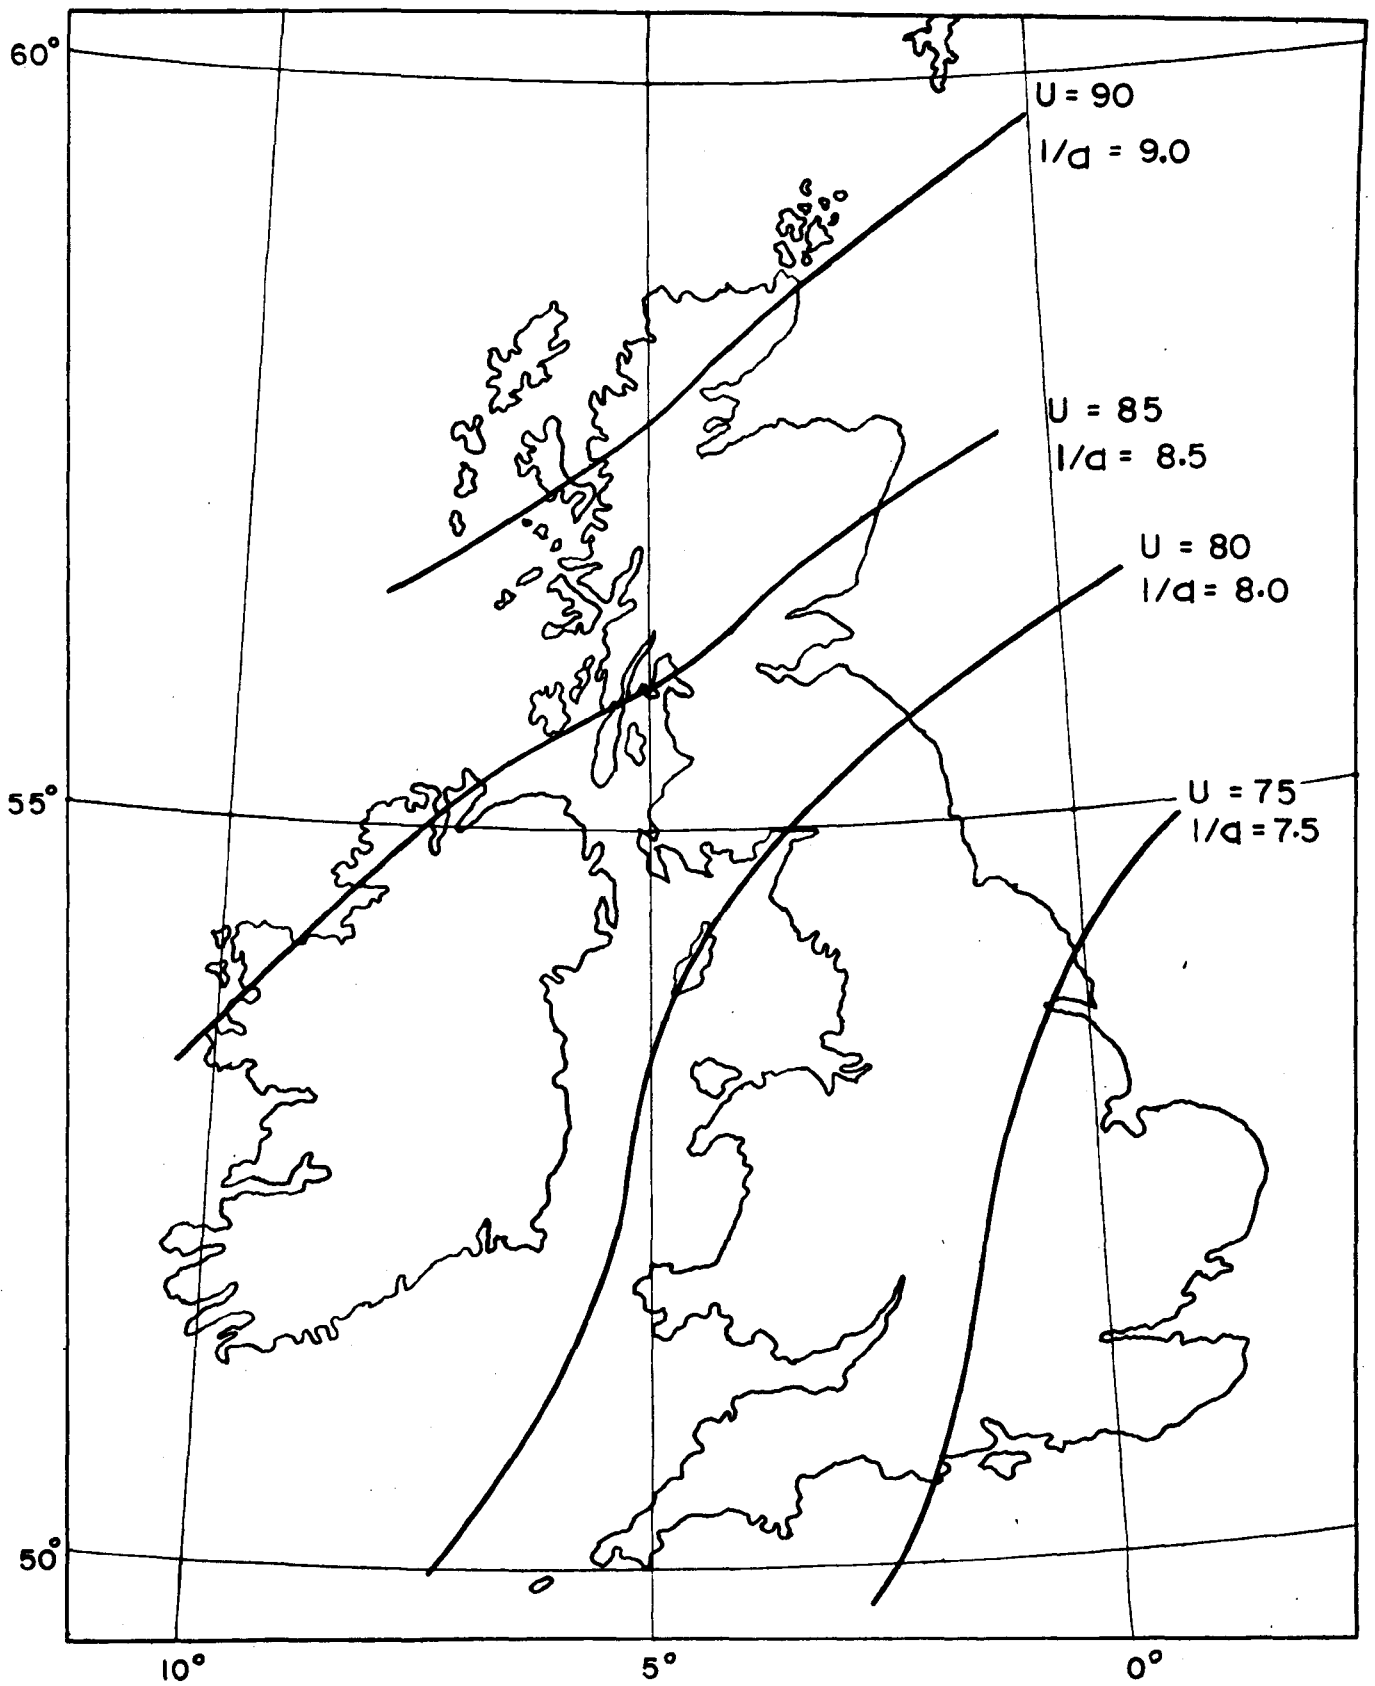 60°
U = 90
1/a = 9.0
U = 85
1/a = 8.5
U = 80
1/a = 8.0
55°
U = 75
1/a = 7.5
50°
10°
5°
0°